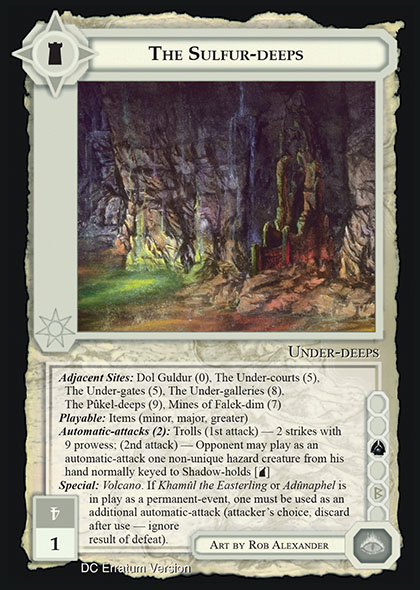 The Sulfur-deeps
Under-deeps
Adjacent Sites: Dol Guldur (0), The Under-courts (5),
The Under-gates (5), The Under-galleries (8),
The Pûkel-deeps (9), Mines of Falek-dim (7)
Playable: Items (minor, major, greater)
Automatic-attacks (2): Trolls (1st attack) — 2 strikes with
9 prowess; (2nd attack) — Opponent may play as an
automatic-attack one non-unique hazard creature from his
hand normally keyed to Shadow-holds []
Special: Volcano. If Khamûl the Easterling or Adûnaphel is
in play as a permanent-event, one must be used as an
additional automatic-attack (attacker's choice, discard
after use — ignore
result of defeat).
1
Art by Rob Alexander
DC Erratum Version